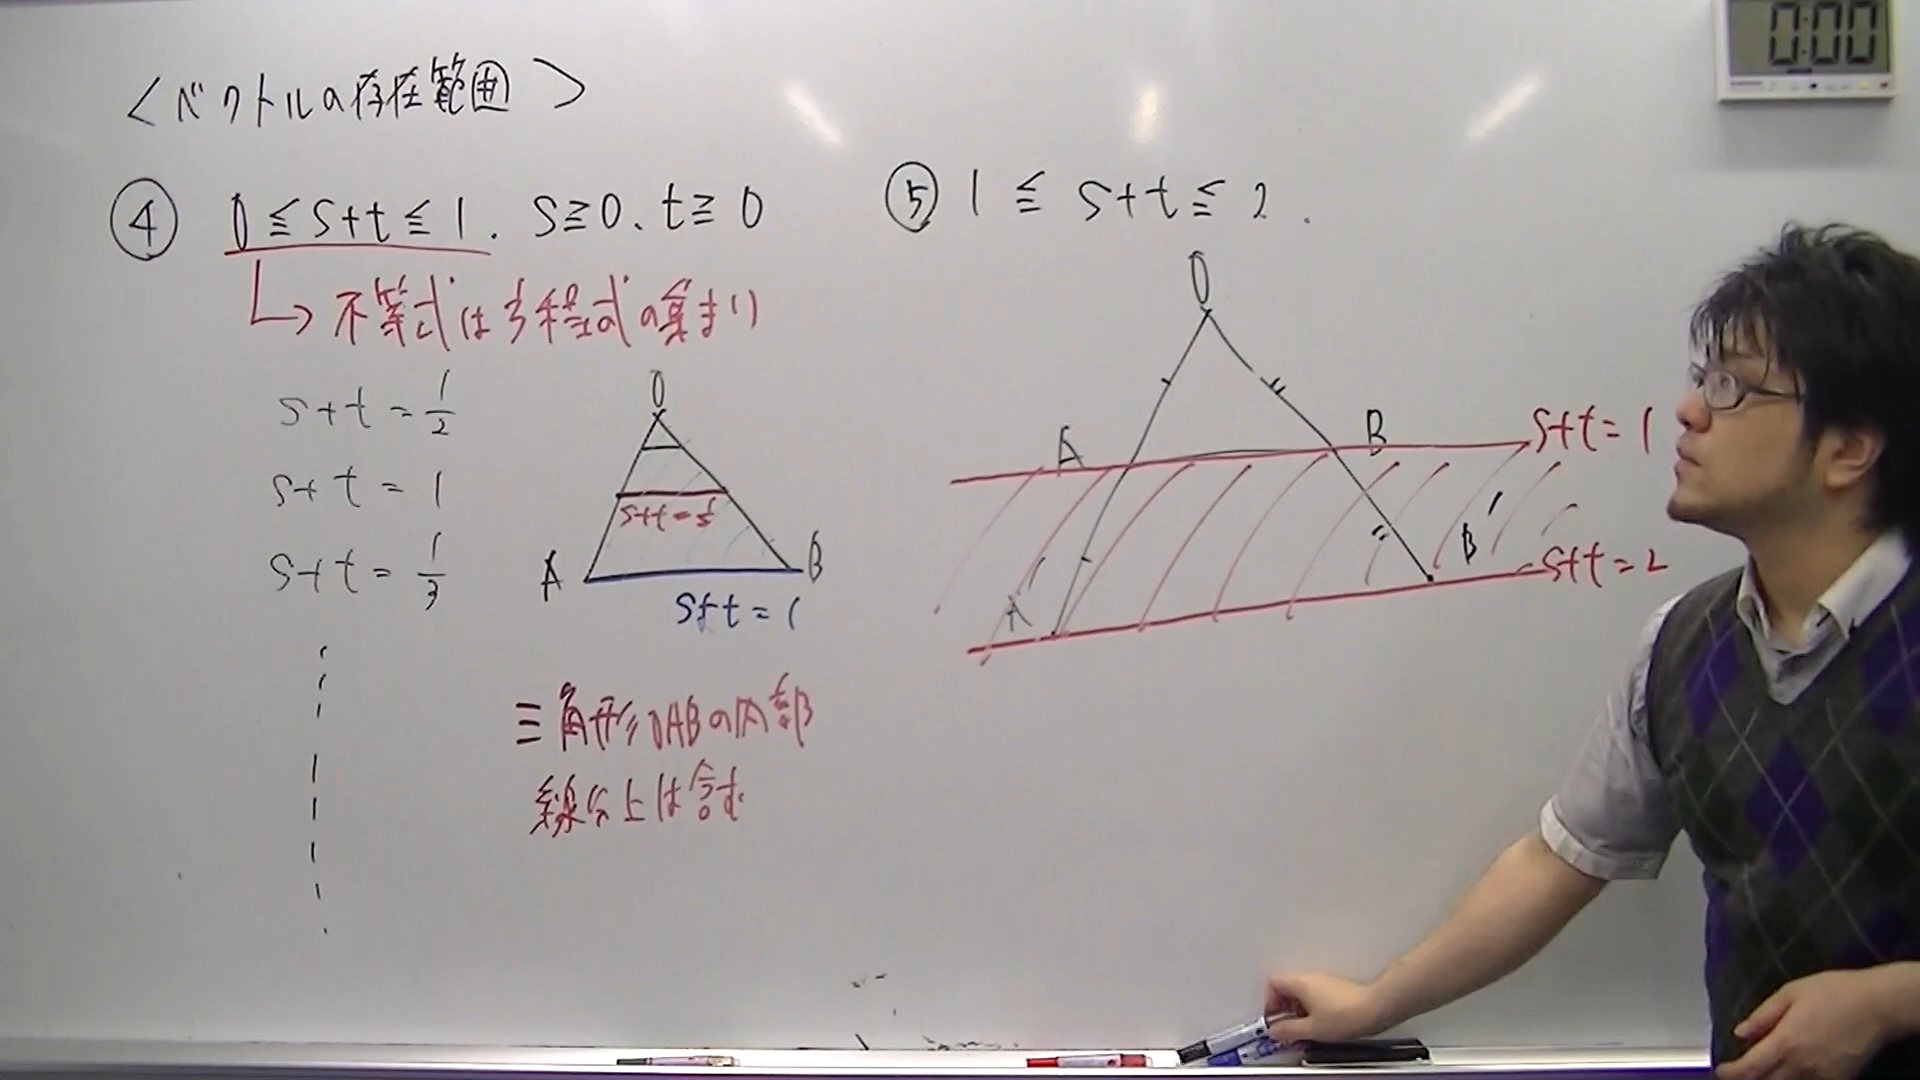 <ベクトルの存在範囲>
④ 0≦s+t≦1. s≧0、t≧0
↳不等式は方程式の集まり
s+t=1/2
s+t=1
s+t=1/3
O
s+t=1/2
A
B
s+t=1
三角形OABの内部
線分上は含む
⑤ 1≦s+t≦2.
O
A
B
s+t=1
A'
B'
s+t=2
0:00